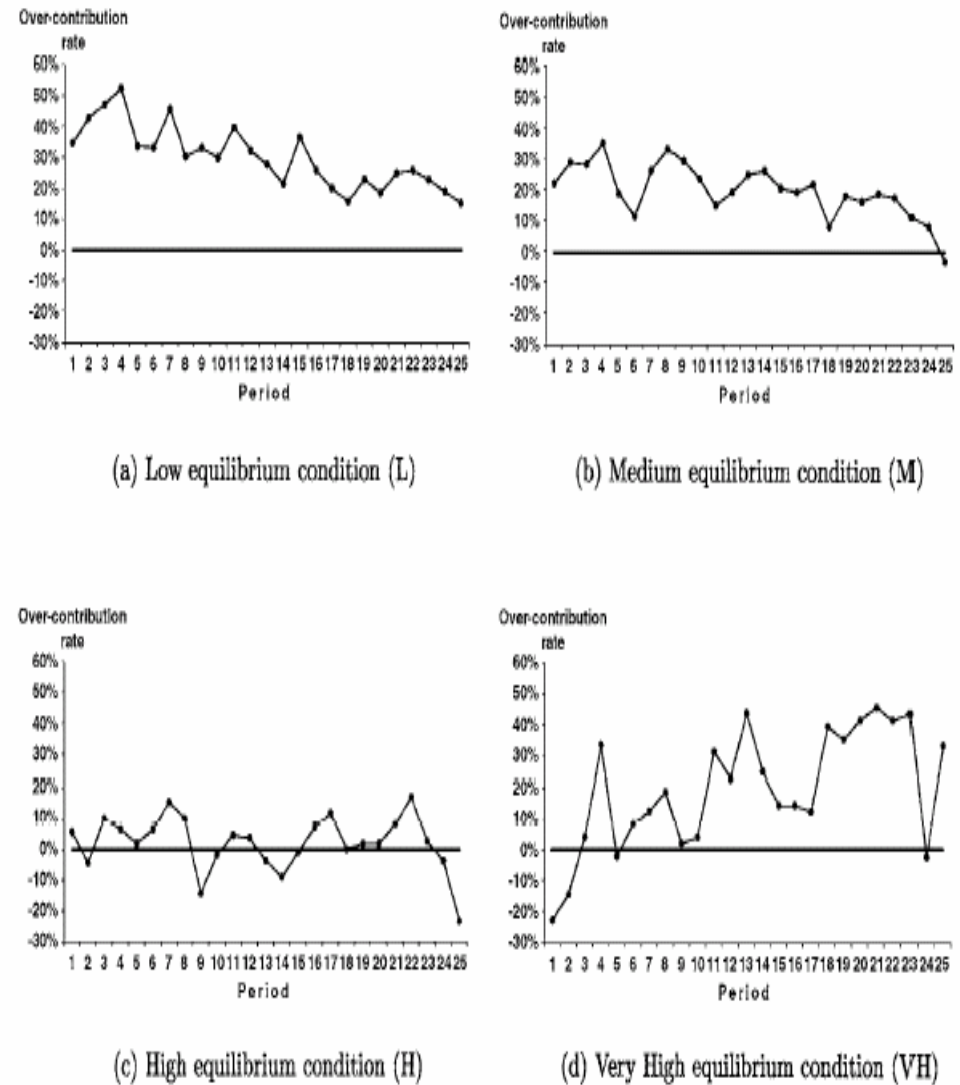 Over-contribution
rate
60%
50%
40%
30%
20%
10%
0%
-10%
-20%
-30%
1 2 3 4 5 6 7 8 9 10 11 12 13 14 15 16 17 18 19 20 21 22 23 24 25
Period
(a) Low equilibrium condition (L)
Over-contribution
rate
60%
50%
40%
30%
20%
10%
0%
-10%
-20%
-30%
1 2 3 4 5 6 7 8 9 10 11 12 13 14 15 16 17 18 19 20 21 22 23 24 25
Period
(b) Medium equilibrium condition (M)
Over-contribution
rate
60%
50%
40%
30%
20%
10%
0%
-10%
-20%
-30%
1 2 3 4 5 6 7 8 9 10 11 12 13 14 15 16 17 18 19 20 21 22 23 24 25
Period
(c) High equilibrium condition (H)
Over-contribution
rate
60%
50%
40%
30%
20%
10%
0%
-10%
-20%
-30%
1 2 3 4 5 6 7 8 9 10 11 12 13 14 15 16 17 18 19 20 21 22 23 24 25
Period
(d) Very High equilibrium condition (VH)